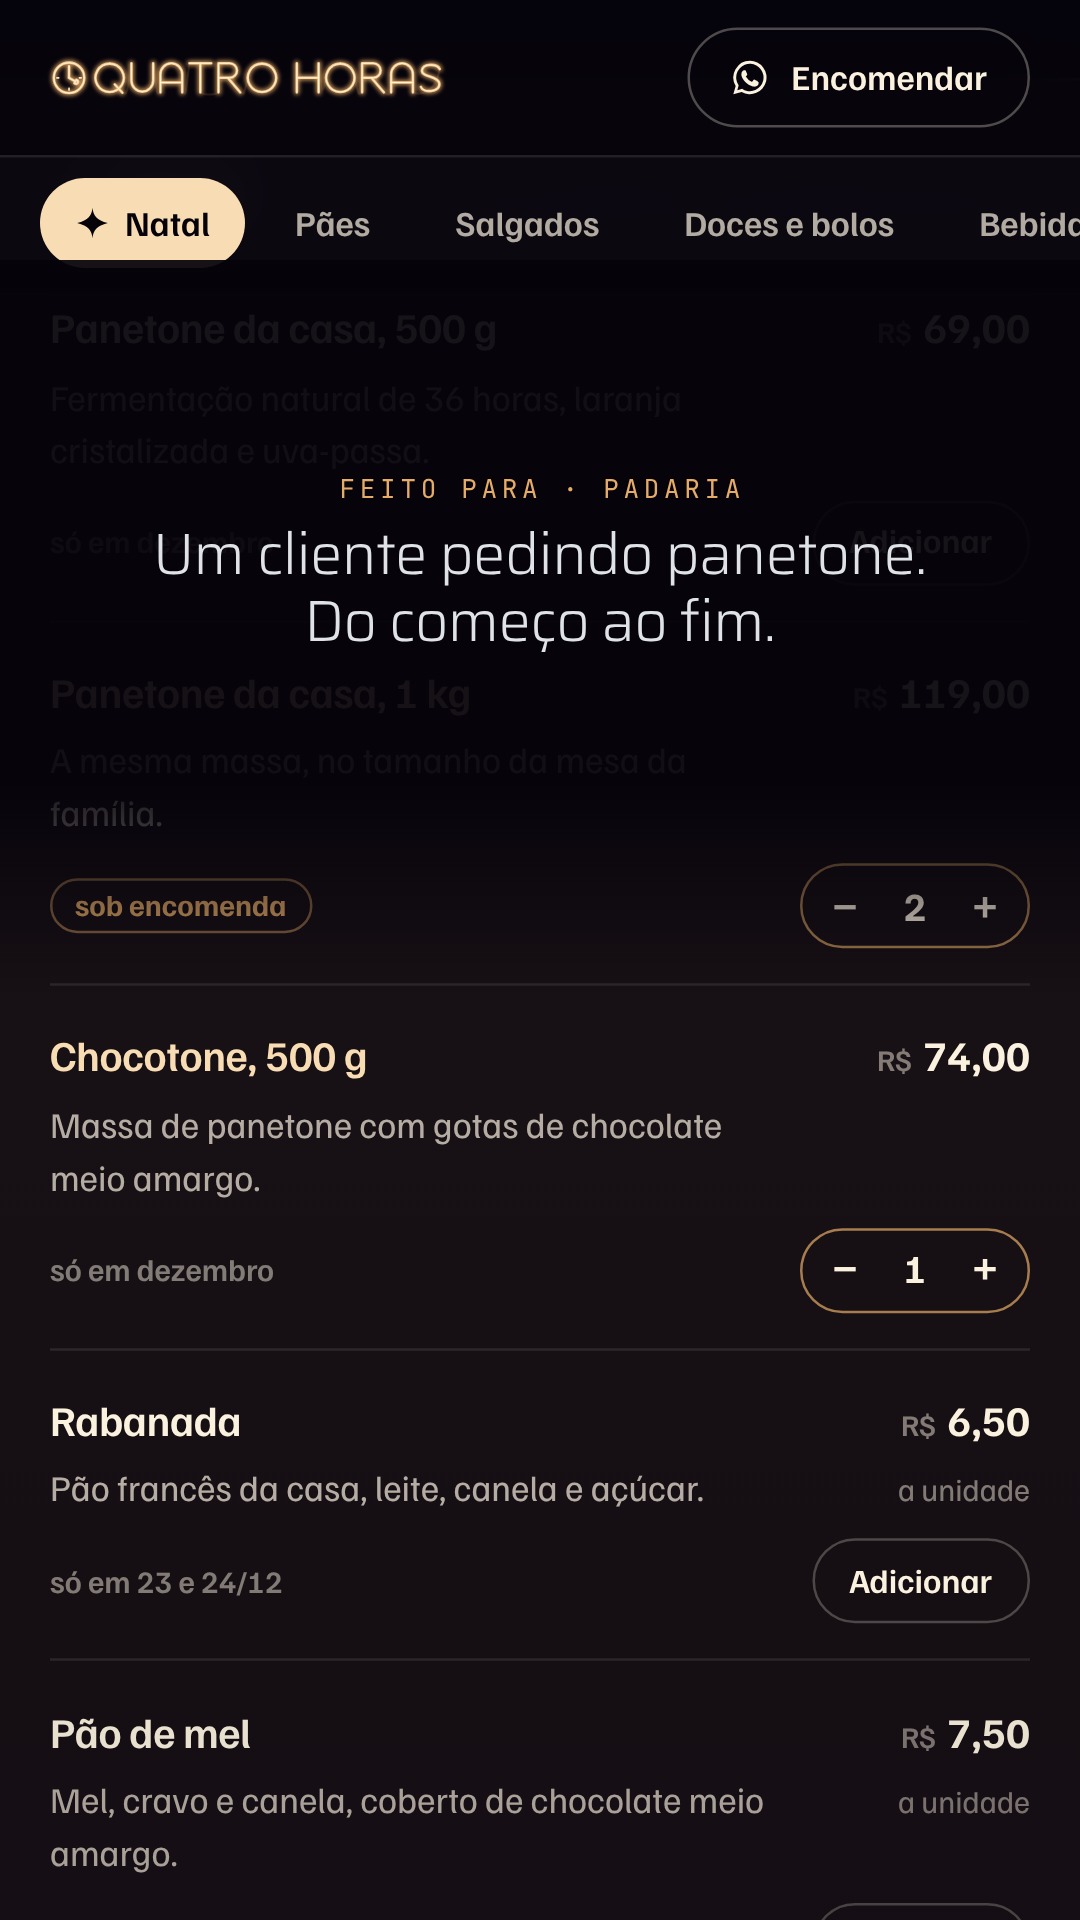 QUATRO HORAS
Encomendar
Natal
Pães
Salgados
Doces e bolos
Panetone da casa, 500 g
R$ 69,00
Fermentação natural de 36 horas, laranja
cristalizada e uva-passa.
FEITO PARA · PADARIA
só em dezembro
Adicionar
Um cliente pedindo panetone.
Do começo ao fim.
Panetone da casa, 1 kg
R$ 119,00
A mesma massa, no tamanho da mesa da
família.
sob encomenda
− 2 +
Chocotone, 500 g
R$ 74,00
Massa de panetone com gotas de chocolate
meio amargo.
só em dezembro
− 1 +
Rabanada
R$ 6,50
Pão francês da casa, leite, canela e açúcar.
a unidade
só em 23 e 24/12
Adicionar
Pão de mel
R$ 7,50
Mel, cravo e canela, coberto de chocolate meio
a unidade
amargo.